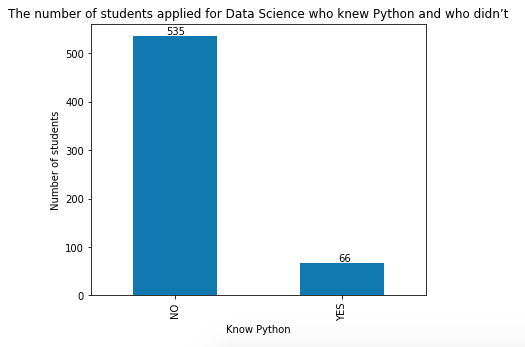 The number of students applied for Data Science who knew Python and who didn’t
535
500
400
300
200
100
0
66
Number of students
NO
YES
Know Python